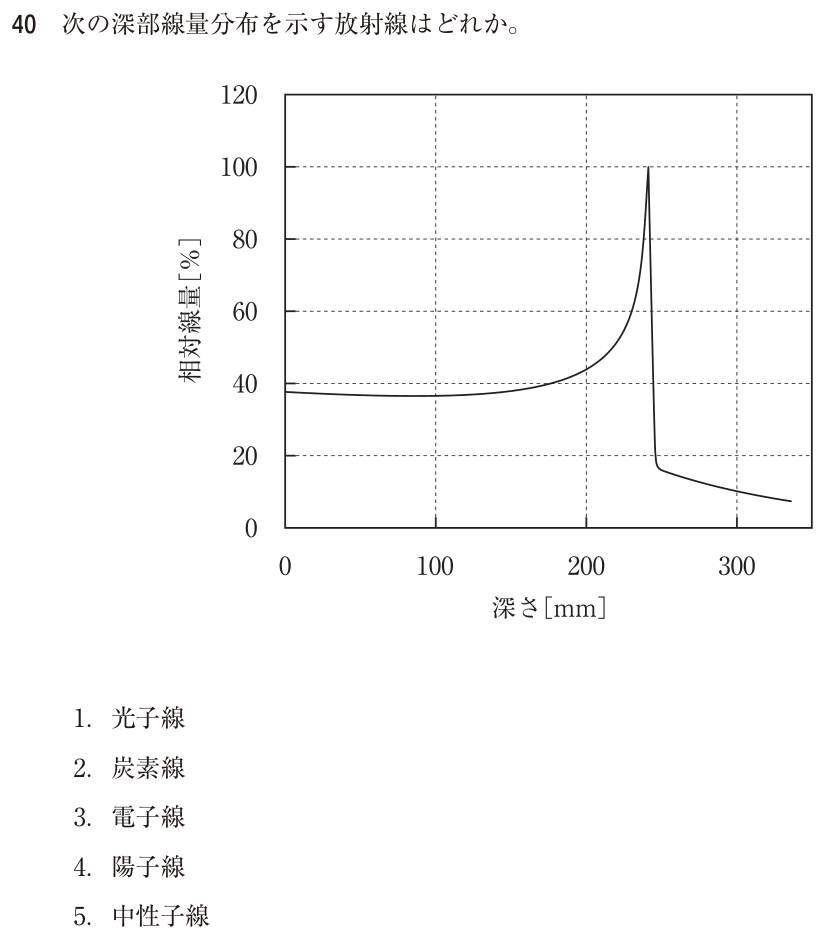 40 次の深部線量分布を示す放射線はどれか。
120
100
80
60
40
20
0
相対線量[%]
0 100 200 300
深さ[mm]
1. 光子線
2. 炭素線
3. 電子線
4. 陽子線
5. 中性子線